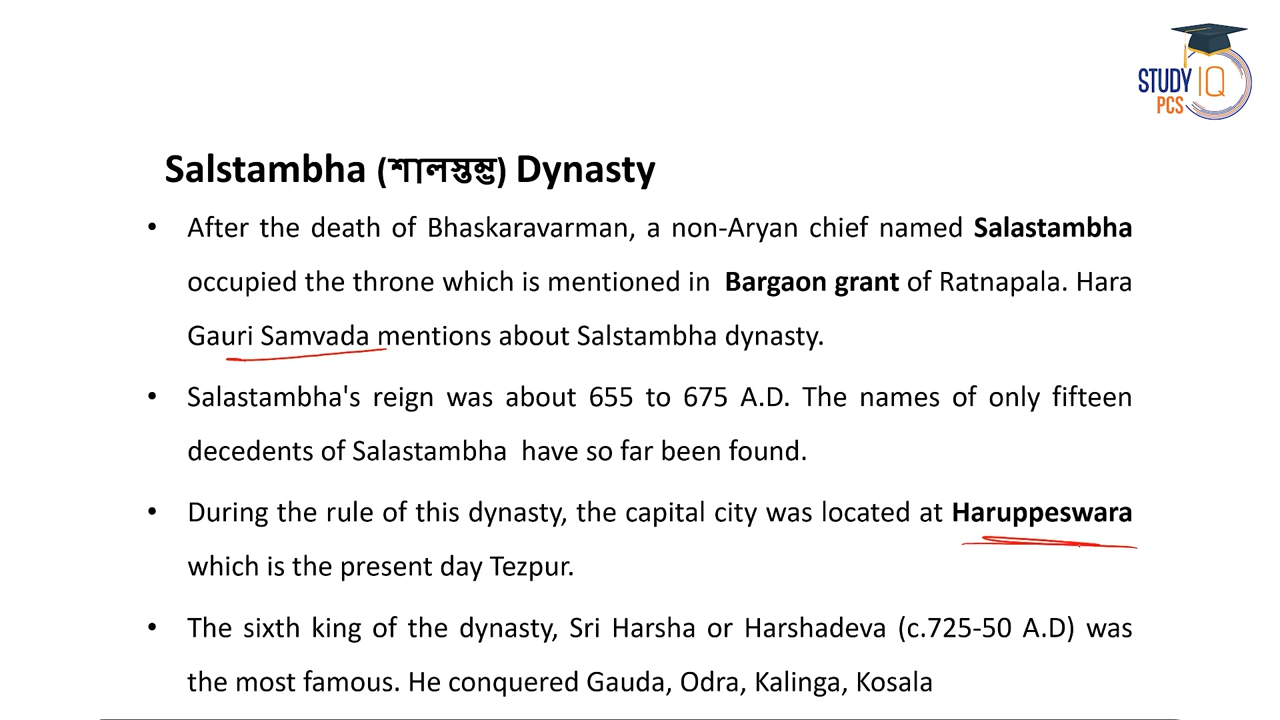 STUDY IQ
PCS
Salstambha (শালস্তম্ভ) Dynasty
• After the death of Bhaskaravarman, a non-Aryan chief named Salastambha
occupied the throne which is mentioned in Bargaon grant of Ratnapala. Hara
Gauri Samvada mentions about Salstambha dynasty.
• Salastambha's reign was about 655 to 675 A.D. The names of only fifteen
decedents of Salastambha have so far been found.
• During the rule of this dynasty, the capital city was located at Haruppeswara
which is the present day Tezpur.
• The sixth king of the dynasty, Sri Harsha or Harshadeva (c.725-50 A.D) was
the most famous. He conquered Gauda, Odra, Kalinga, Kosala